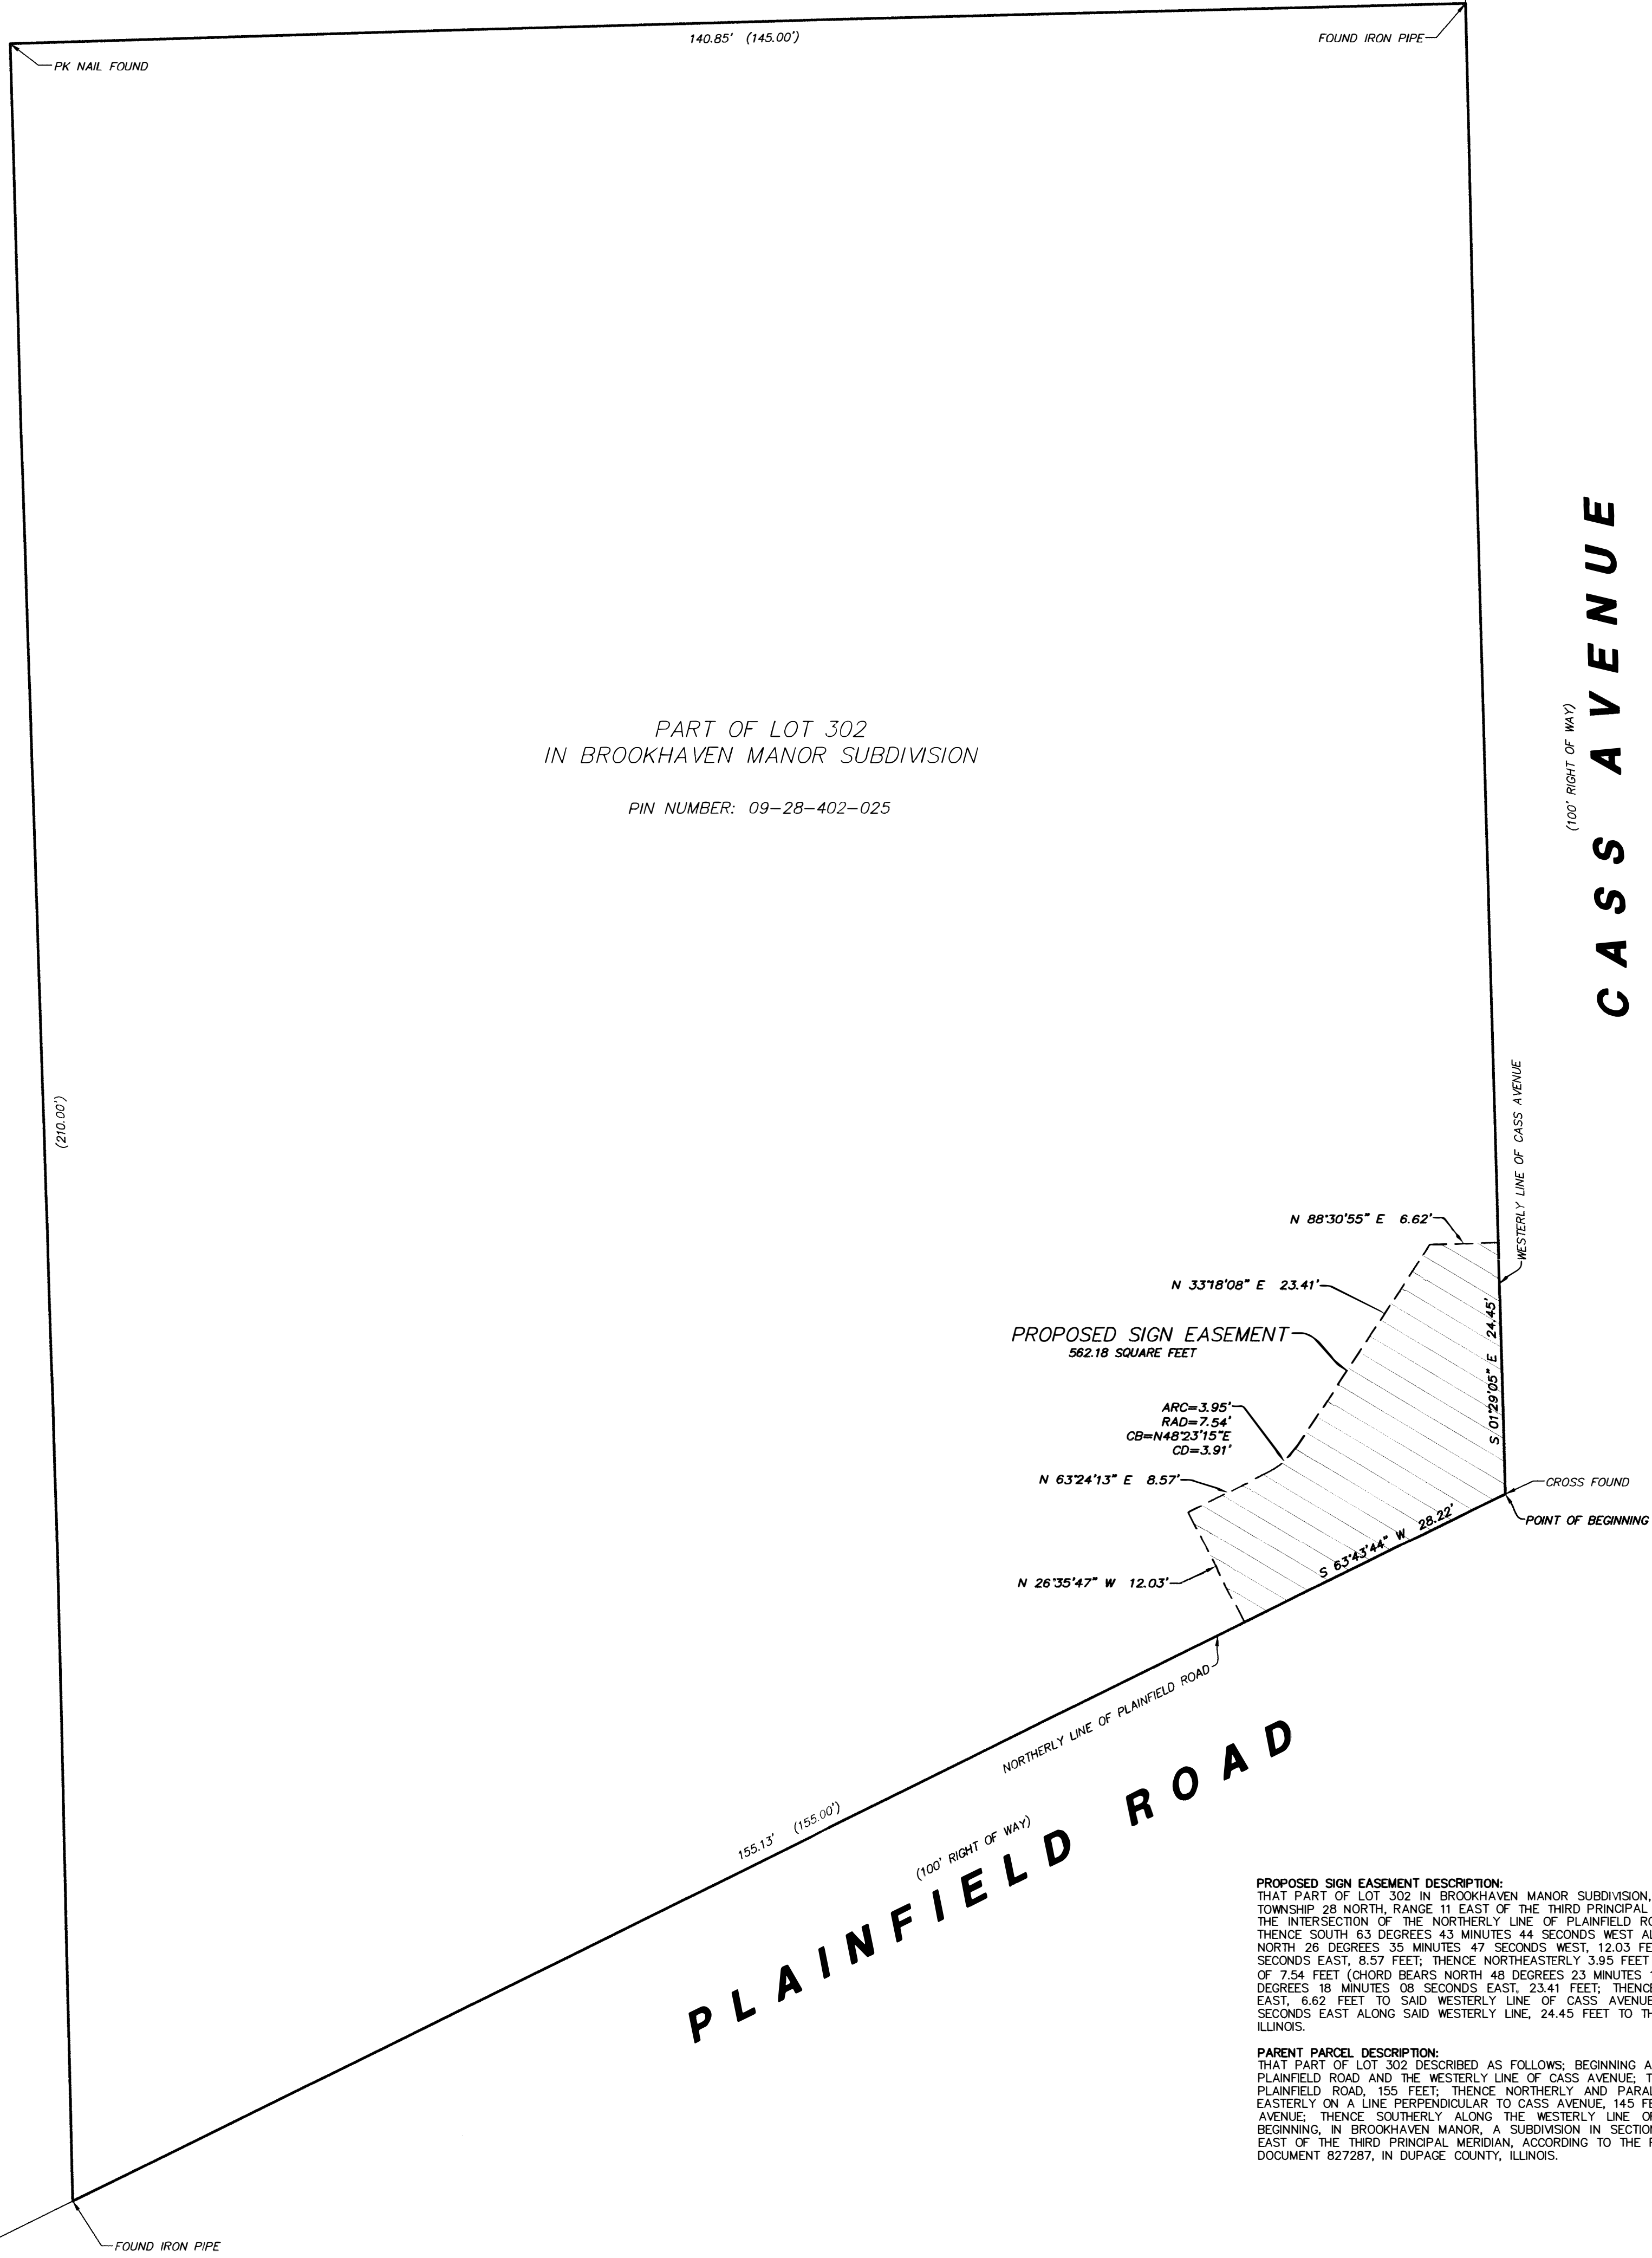 140.85' (145.00')
FOUND IRON PIPE
PK NAIL FOUND
CASS AVENUE
(100' RIGHT OF WAY)
PART OF LOT 302
IN BROOKHAVEN MANOR SUBDIVISION
PIN NUMBER: 09-28-402-025
(210.00')
WESTERLY LINE OF CASS AVENUE
N 88°30'55" E 6.62'
N 33°18'08" E 23.41'
PROPOSED SIGN EASEMENT
562.18 SQUARE FEET
S 01°29'05" E 24.45'
ARC=3.95'
RAD=7.54'
CB=N48°23'15"E
CD=3.91'
N 63°24'13" E 8.57'
CROSS FOUND
POINT OF BEGINNING
S 63°43'44" W 28.22'
N 26°35'47" W 12.03'
NORTHERLY LINE OF PLAINFIELD ROAD
155.13' (155.00')
(100' RIGHT OF WAY)
PLAINFIELD ROAD
PROPOSED SIGN EASEMENT DESCRIPTION:
THAT PART OF LOT 302 IN BROOKHAVEN MANOR SUBDIVISION,
TOWNSHIP 28 NORTH, RANGE 11 EAST OF THE THIRD PRINCIPAL
THE INTERSECTION OF THE NORTHERLY LINE OF PLAINFIELD
THENCE SOUTH 63 DEGREES 43 MINUTES 44 SECONDS WEST
NORTH 26 DEGREES 35 MINUTES 47 SECONDS WEST, 12.03
SECONDS EAST, 8.57 FEET; THENCE NORTHEASTERLY 3.95 FEET
OF 7.54 FEET (CHORD BEARS NORTH 48 DEGREES 23 MINUTES
DEGREES 18 MINUTES 08 SECONDS EAST, 23.41 FEET; THENCE
EAST, 6.62 FEET TO SAID WESTERLY LINE OF CASS AVENUE
SECONDS EAST ALONG SAID WESTERLY LINE, 24.45 FEET TO
ILLINOIS.
PARENT PARCEL DESCRIPTION:
THAT PART OF LOT 302 DESCRIBED AS FOLLOWS; BEGINNING
PLAINFIELD ROAD AND THE WESTERLY LINE OF CASS AVENUE;
PLAINFIELD ROAD, 155 FEET; THENCE NORTHERLY AND
EASTERLY ON A LINE PERPENDICULAR TO CASS AVENUE, 145
AVENUE; THENCE SOUTHERLY ALONG THE WESTERLY LINE
BEGINNING, IN BROOKHAVEN MANOR, A SUBDIVISION IN
EAST OF THE THIRD PRINCIPAL MERIDIAN, ACCORDING TO THE
DOCUMENT 827287, IN DUPAGE COUNTY, ILLINOIS.
FOUND IRON PIPE